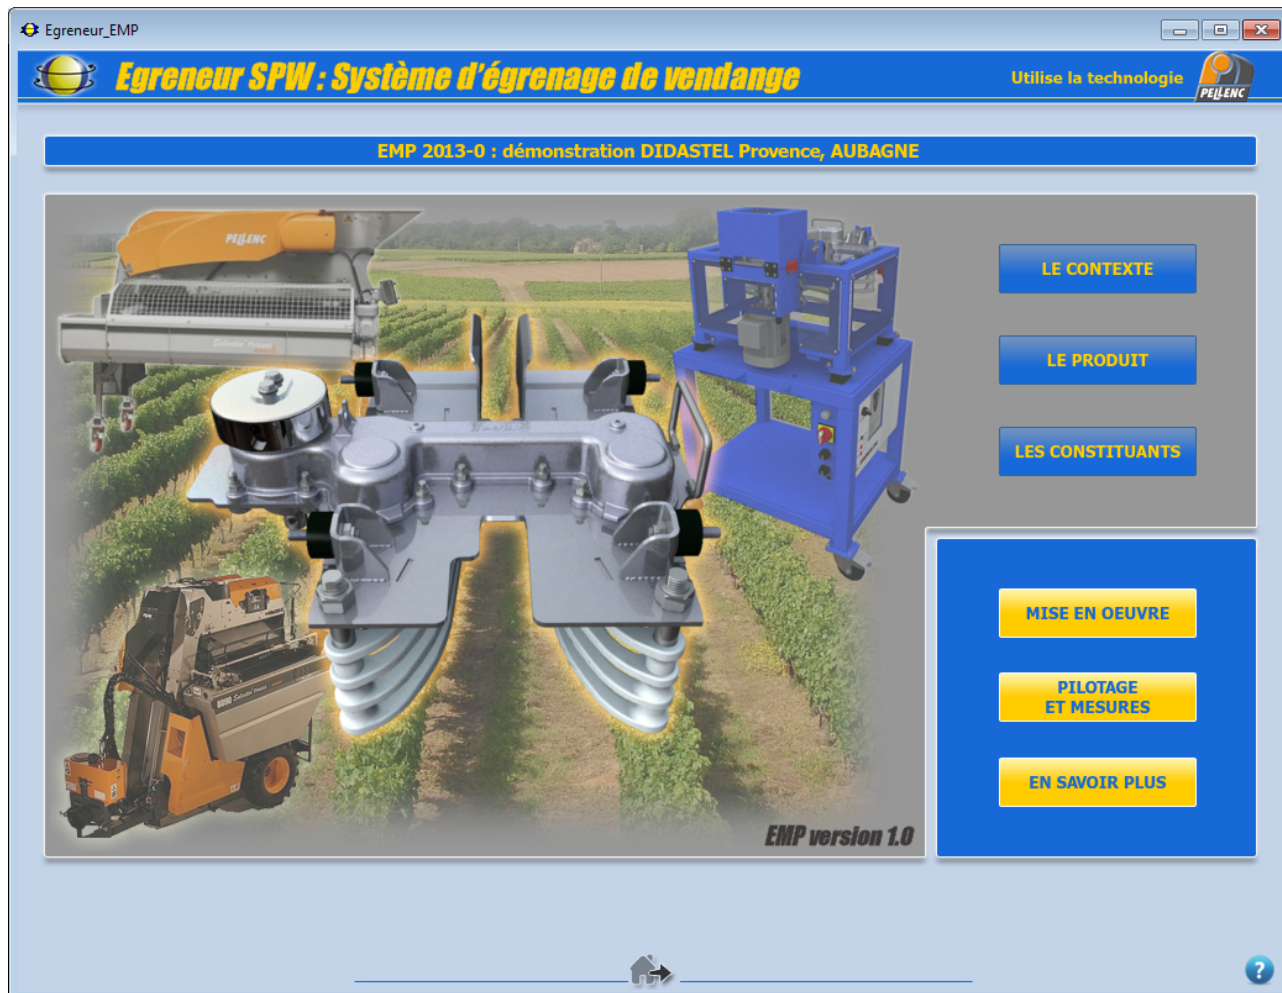 Egreneur_EMP
Egreneur SPW : Système d'égrenage de vendange
Utilise la technologie
PELLENC
EMP 2013-0 : démonstration DIDASTEL Provence, AUBAGNE
PELLENC
LE CONTEXTE
LE PRODUIT
LES CONSTITUANTS
MISE EN OEUVRE
PILOTAGE
ET MESURES
EN SAVOIR PLUS
EMP version 1.0
?